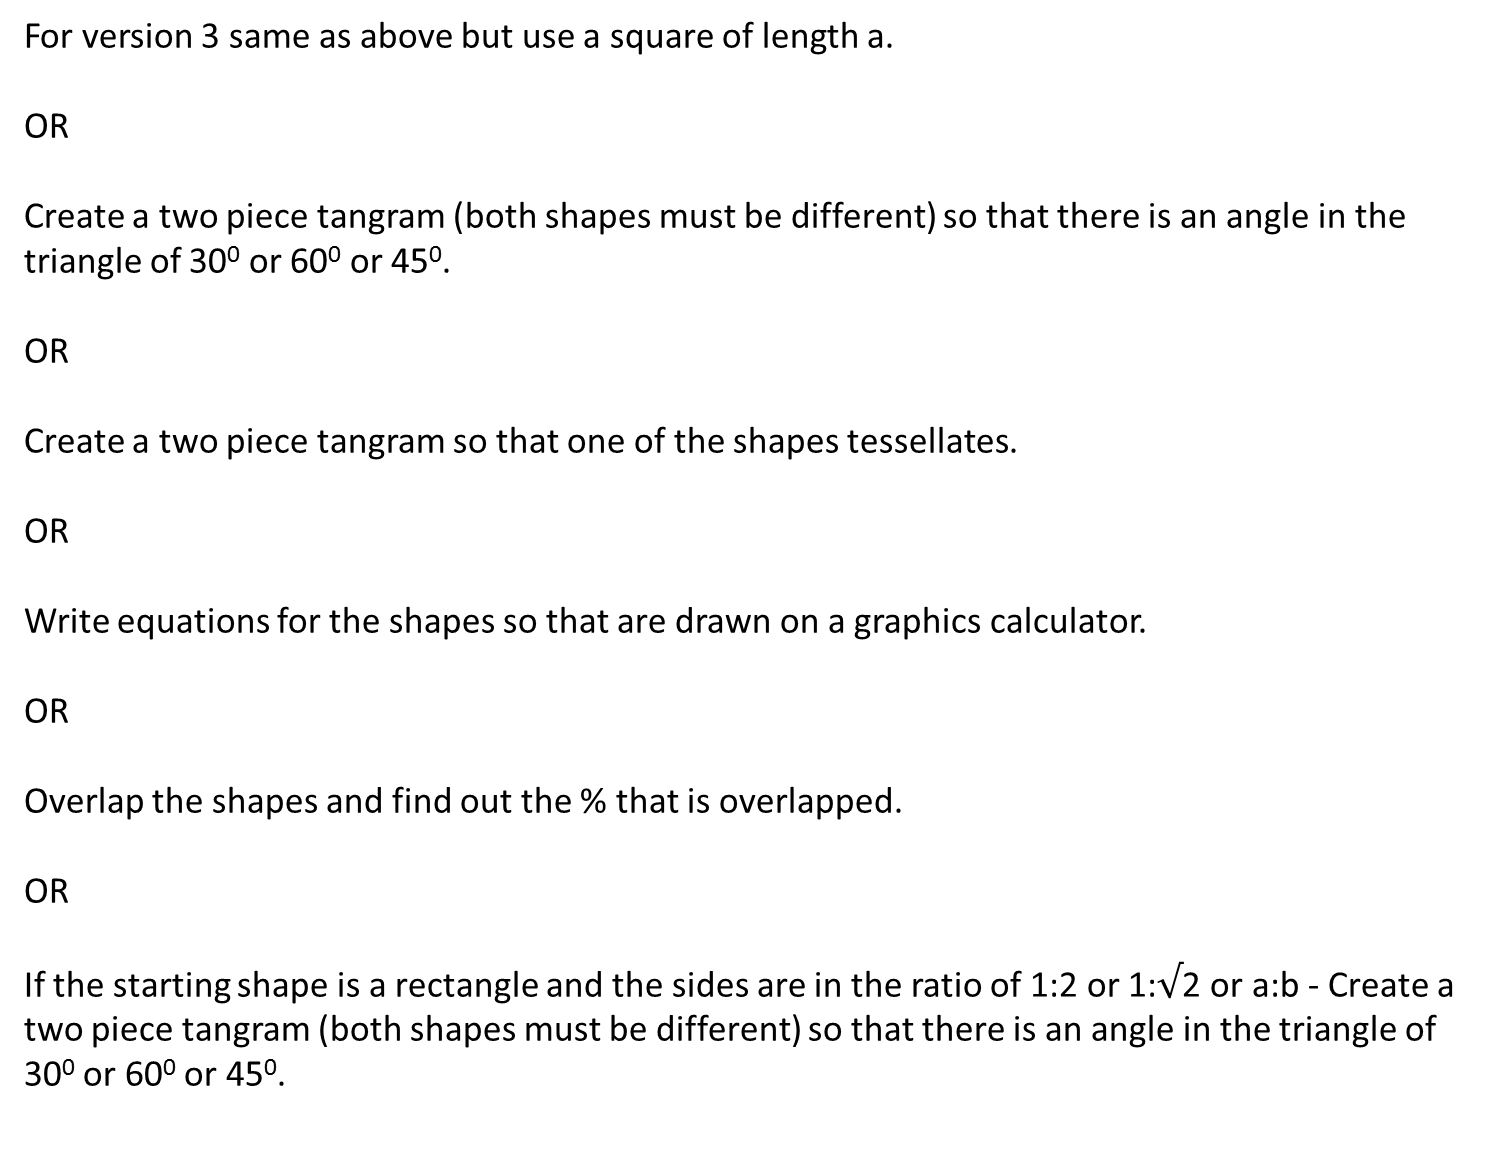 For version 3 same as above but use a square of length a.
OR
Create a two piece tangram (both shapes must be different) so that there is an angle in the
triangle of 30⁰ or 60⁰ or 45⁰.
OR
Create a two piece tangram so that one of the shapes tessellates.
OR
Write equations for the shapes so that are drawn on a graphics calculator.
OR
Overlap the shapes and find out the % that is overlapped.
OR
If the starting shape is a rectangle and the sides are in the ratio of 1:2 or 1:√2 or a:b - Create a
two piece tangram (both shapes must be different) so that there is an angle in the triangle of
30⁰ or 60⁰ or 45⁰.